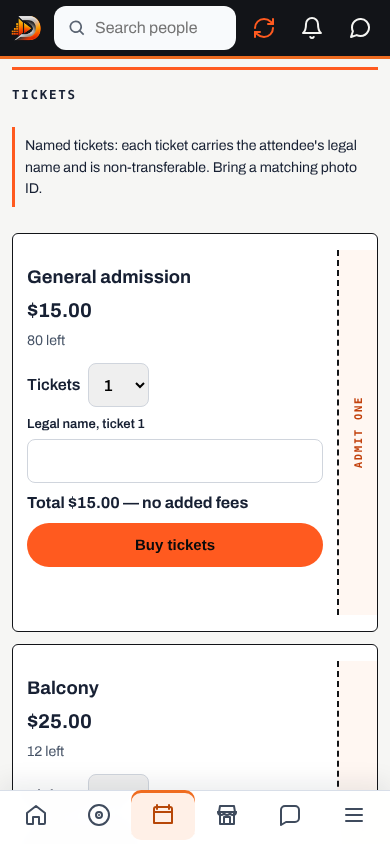 Search people
TICKETS
Named tickets: each ticket carries the attendee's legal
name and is non-transferable. Bring a matching photo
ID.
General admission
$15.00
80 left
Tickets 1
Legal name, ticket 1
Total $15.00 — no added fees
Buy tickets
ADMIT ONE
Balcony
$25.00
12 left